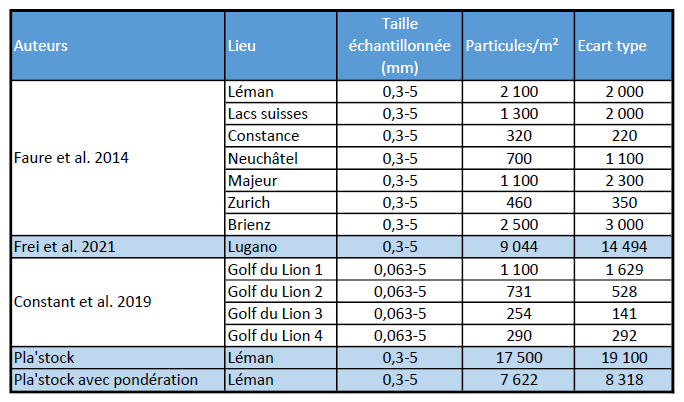 Auteurs Lieu Taille échantillonnée (mm) Particules/m² Ecart type
Faure et al. 2014 Léman 0,3-5 2 100 2 000
Lacs suisses 0,3-5 1 300 2 000
Constance 0,3-5 320 220
Neuchâtel 0,3-5 700 1 100
Majeur 0,3-5 1 100 2 300
Zurich 0,3-5 460 350
Brienz 0,3-5 2 500 3 000
Frei et al. 2021 Lugano 0,3-5 9 044 14 494
Constant et al. 2019 Golf du Lion 1 0,063-5 1 100 1 629
Golf du Lion 2 0,063-5 731 528
Golf du Lion 3 0,063-5 254 141
Golf du Lion 4 0,063-5 290 292
Pla'stock Léman 0,3-5 17 500 19 100
Pla'stock avec pondération Léman 0,3-5 7 622 8 318